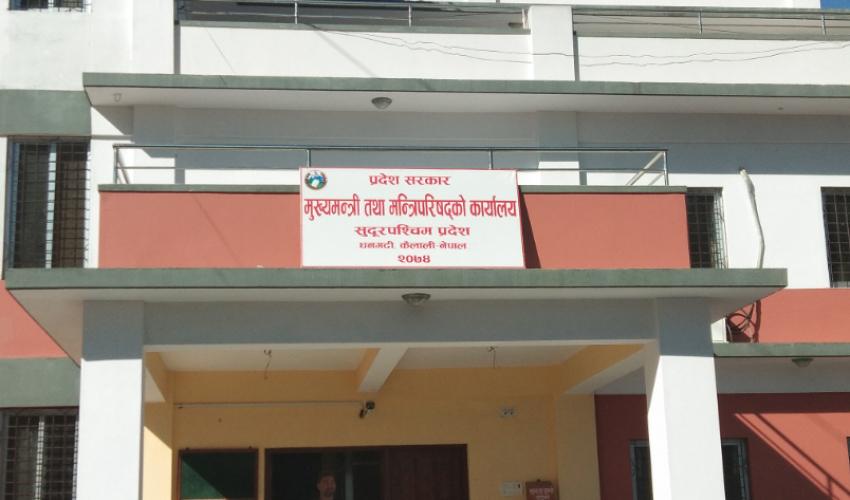 प्रदेश सरकार
मुख्यमन्त्री तथा मन्त्रिपरिषद्को कार्यालय
सुदूरपश्चिम प्रदेश
धनगढी, कैलाली-नेपाल
२०७४